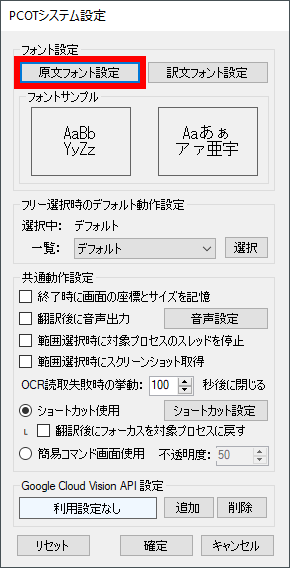 PCOTシステム設定
フォント設定
原文フォント設定 訳文フォント設定
フォントサンプル
AaBb
YyZz
Aaあぁ
アァ亜宇
フリー選択時のデフォルト動作設定
選択中: デフォルト
一覧: デフォルト 選択
共通動作設定
終了時に画面の座標とサイズを記憶
翻訳後に音声出力 音声設定
範囲選択時に対象プロセスのスレッドを停止
範囲選択時にスクリーンショット取得
OCR読取失敗時の挙動: 100 秒後に閉じる
ショートカット使用 ショートカット設定
L 翻訳後にフォーカスを対象プロセスに戻す
簡易コマンド画面使用 不透明度: 50
Google Cloud Vision API 設定
利用設定なし 追加 削除
リセット 確定 キャンセル